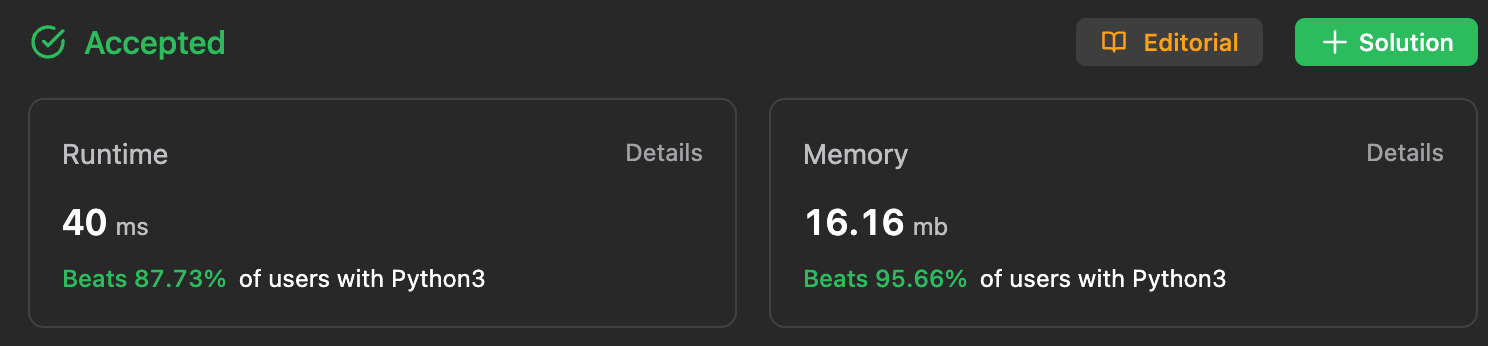 Accepted
Editorial
Solution
Runtime
Details
40 ms
Beats 87.73% of users with Python3
Memory
Details
16.16 mb
Beats 95.66% of users with Python3